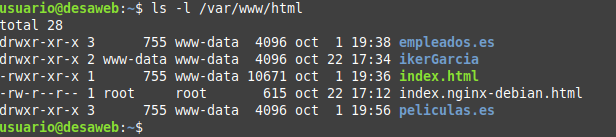 usuario@desaweb:~$ ls -l /var/www/html
total 28
drwxr-xr-x 3      755 www-data  4096 oct  1 19:38 empleados.es
drwxr-xr-x 2 www-data www-data  4096 oct 22 17:34 ikerGarcia
-rwxr-xr-x 1      755 www-data 10671 oct  1 19:36 index.html
-rw-r--r-- 1 root     root       615 oct 22 17:12 index.nginx-debian.html
drwxr-xr-x 3      755 www-data  4096 oct  1 19:56 peliculas.es
usuario@desaweb:~$